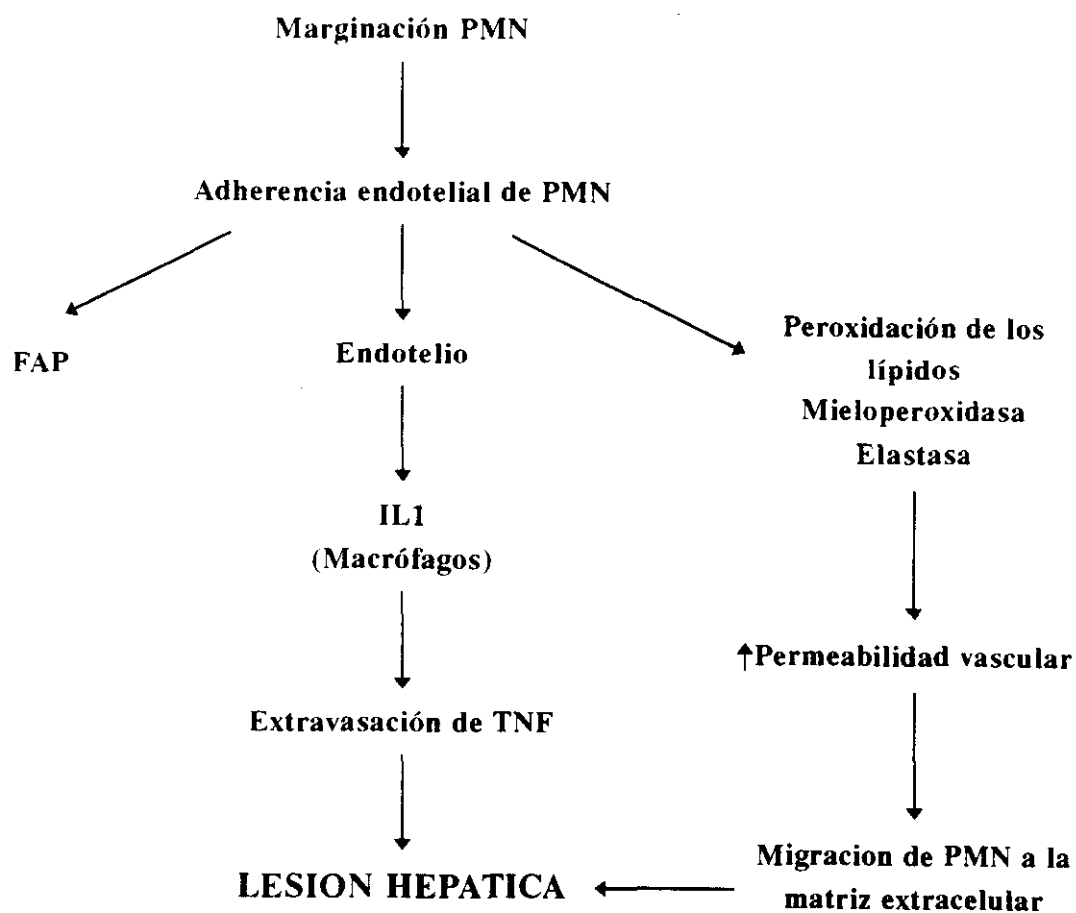 Marginación PMN
Adherencia endotelial de PMN
FAP
Endotelio
Peroxidación de los
lípidos
Mieloperoxidasa
Elastasa
IL1
(Macrófagos)
↑Permeabilidad vascular
Extravasación de TNF
Migracion de PMN a la
matriz extracelular
LESION HEPATICA